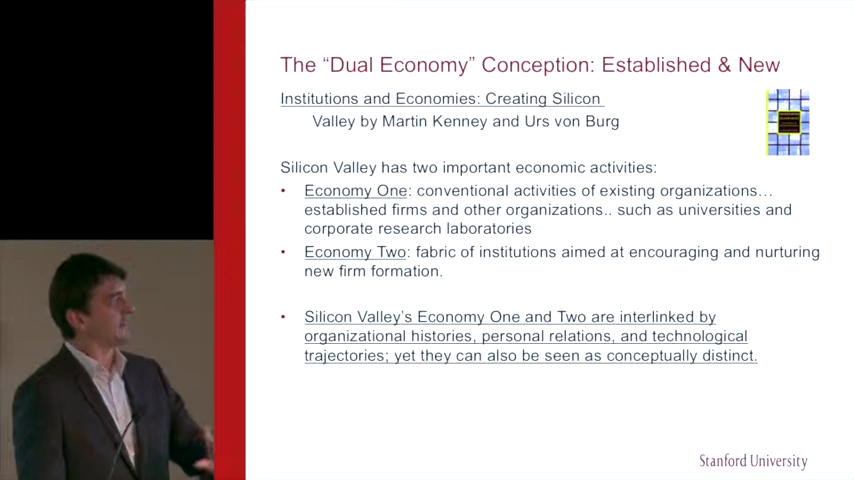 The “Dual Economy” Conception: Established & New
Institutions and Economies: Creating Silicon
Valley by Martin Kenney and Urs von Burg
Silicon Valley has two important economic activities:
• Economy One: conventional activities of existing organizations…
established firms and other organizations.. such as universities and
corporate research laboratories
• Economy Two: fabric of institutions aimed at encouraging and nurturing
new firm formation.
• Silicon Valley’s Economy One and Two are interlinked by
organizational histories, personal relations, and technological
trajectories; yet they can also be seen as conceptually distinct.
Stanford University